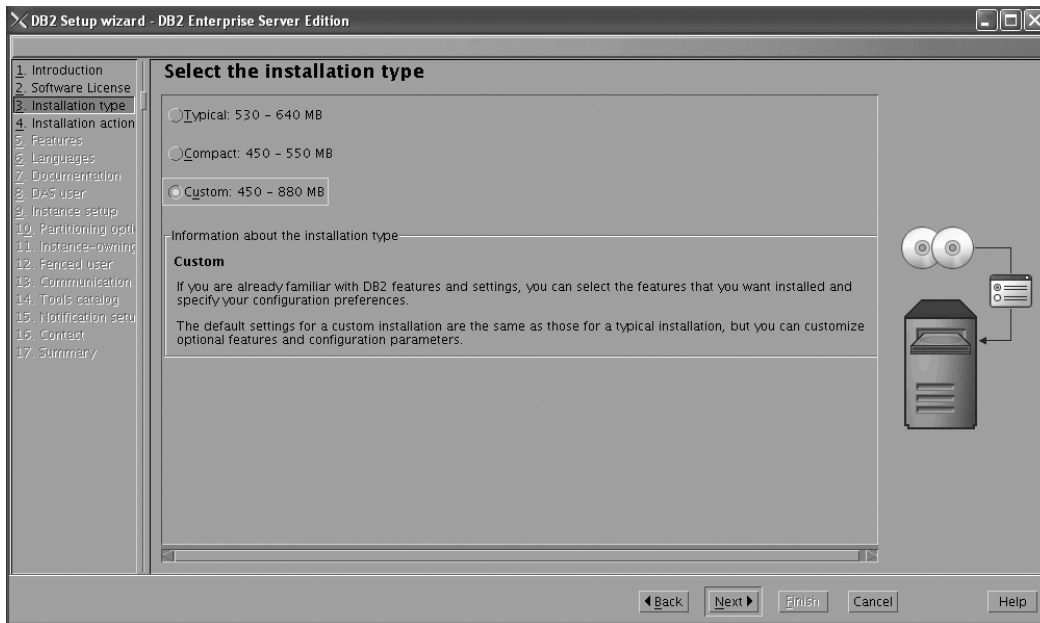 DB2 Setup wizard - DB2 Enterprise Server Edition
1. Introduction
2. Software License
3. Installation type
4. Installation action
5. Features
6. Languages
7. Documentation
8. DAS user
9. Instance setup
10. Partitioning opti
11. Instance-owning
12. Fenced user
13. Communication
14. Tools catalog
15. Notification setu
16. Contact
17. Summary
Select the installation type
Typical: 530 - 640 MB
Compact: 450 - 550 MB
Custom: 450 - 880 MB
Information about the installation type
Custom
If you are already familiar with DB2 features and settings, you can select the features that you want installed and
specify your configuration preferences.
The default settings for a custom installation are the same as those for a typical installation, but you can customize
optional features and configuration parameters.
Back
Next
Finish
Cancel
Help